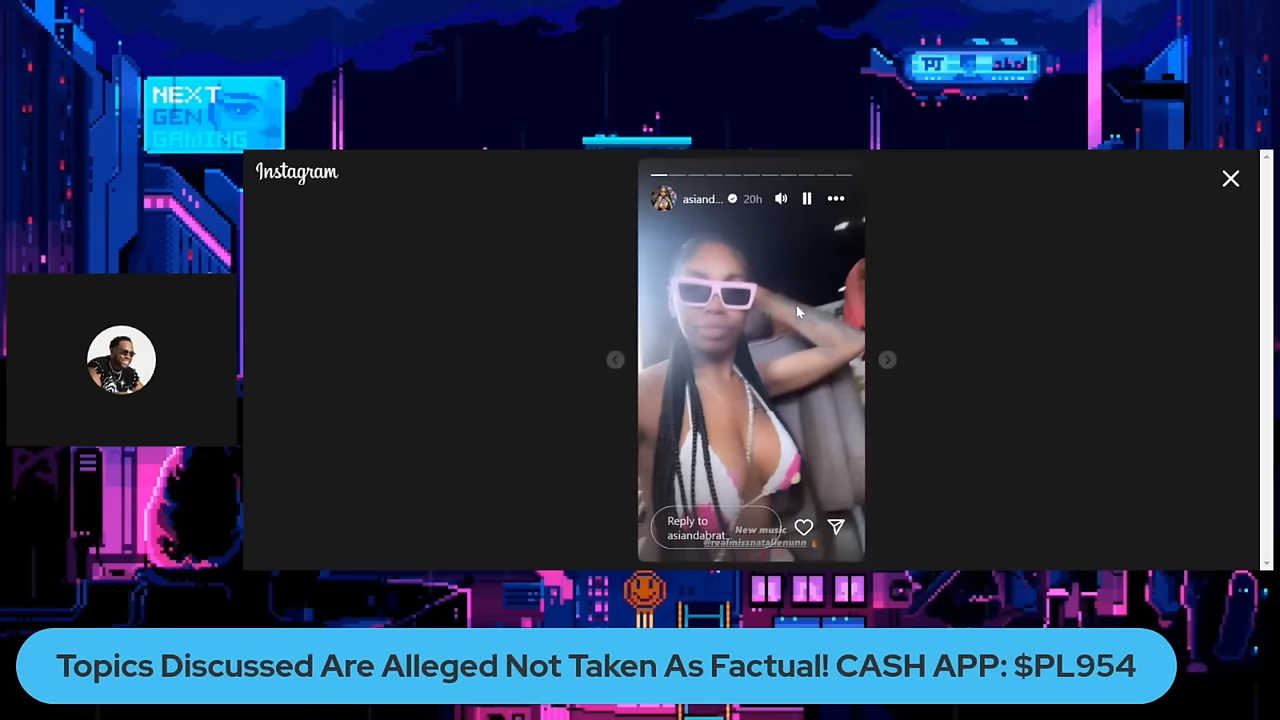 NEXT
GEN
GAMING
Instagram
asiand... 20h
Reply to
asiandabrat...
New music
@realmissnatalienunn
Topics Discussed Are Alleged Not Taken As Factual! CASH APP: $PL954